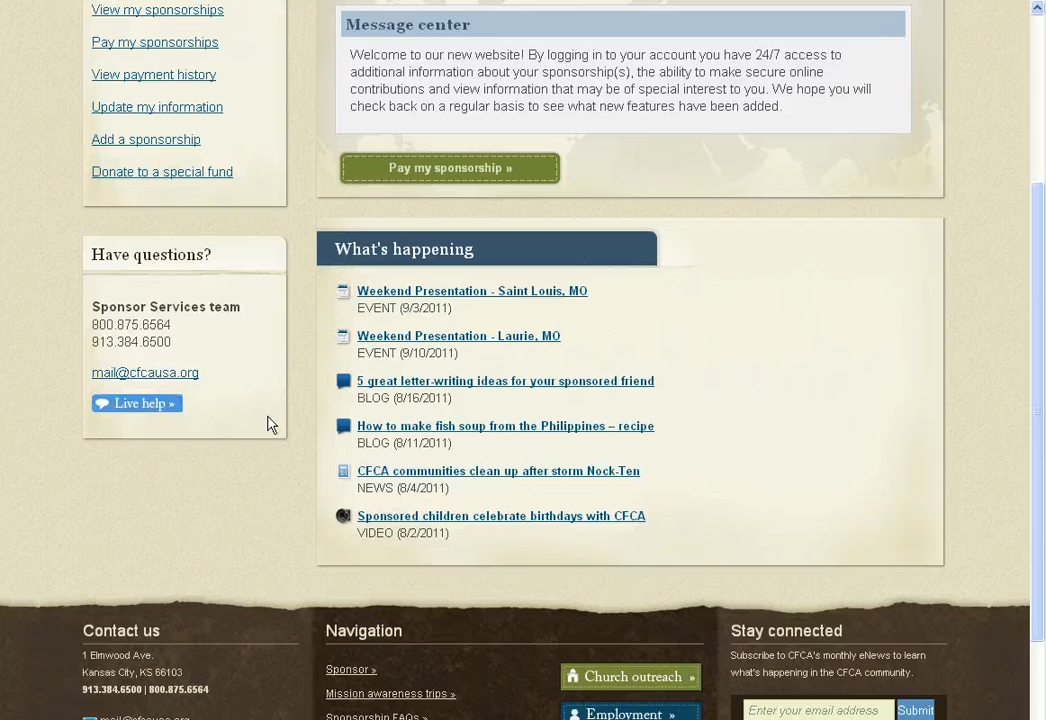 View my sponsorships
Pay my sponsorships
View payment history
Update my information
Add a sponsorship
Donate to a special fund
Message center
Welcome to our new website! By logging in to your account you have 24/7 access to
additional information about your sponsorship(s), the ability to make secure online
contributions and view information that may be of special interest to you. We hope you will
check back on a regular basis to see what new features have been added.
Pay my sponsorship »
Have questions?
Sponsor Services team
800.875.6564
913.384.6500
mail@cfcausa.org
Live help »
What's happening
Weekend Presentation - Saint Louis, MO
EVENT (9/3/2011)
Weekend Presentation - Laurie, MO
EVENT (9/10/2011)
5 great letter-writing ideas for your sponsored friend
BLOG (8/16/2011)
How to make fish soup from the Philippines – recipe
BLOG (8/11/2011)
CFCA communities clean up after storm Nock-Ten
NEWS (8/4/2011)
Sponsored children celebrate birthdays with CFCA
VIDEO (8/2/2011)
Contact us
1 Elmwood Ave.
Kansas City, KS 66103
913.384.6500 | 800.875.6564
mail@cfcausa.org
Navigation
Sponsor »
Mission awareness trips »
Sponsorship FAQs »
Church outreach »
Employment »
Stay connected
Subscribe to CFCA's monthly eNews to learn
what's happening in the CFCA community.
Enter your email address
Submit